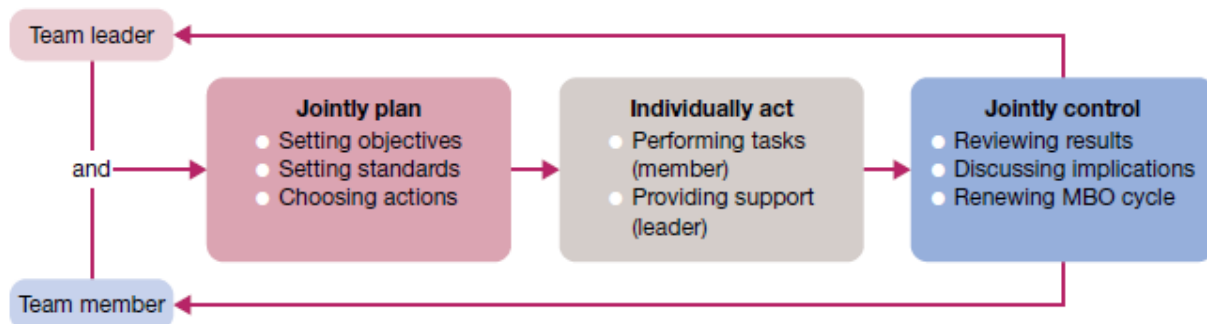 Team leader
and
Team member
Jointly plan
Setting objectives
Setting standards
Choosing actions
Individually act
Performing tasks
(member)
Providing support
(leader)
Jointly control
Reviewing results
Discussing implications
Renewing MBO cycle